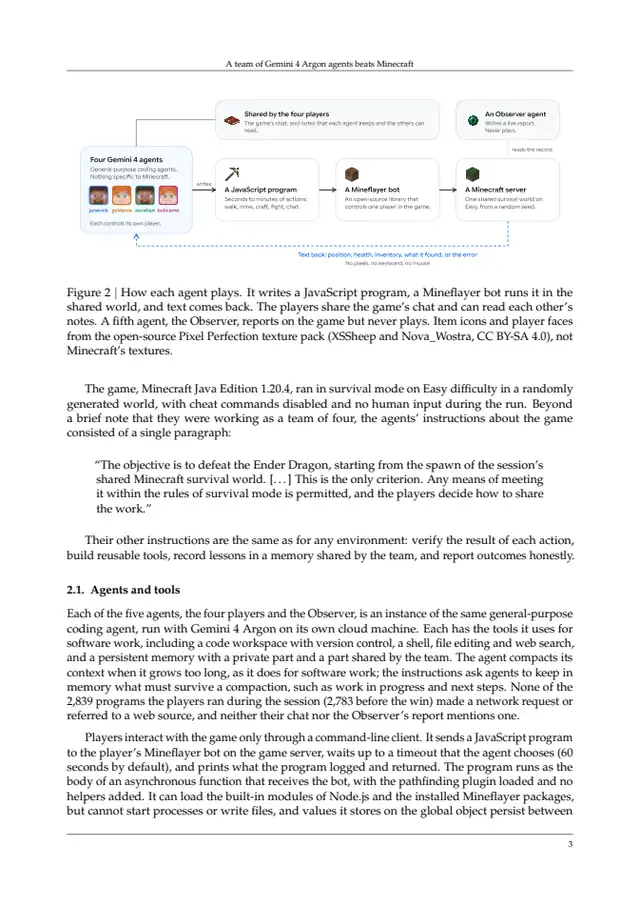 A team of Gemini 4 Argon agents beats Minecraft
Shared by the four players
The game's chat, and notes that each agent keeps and the others can
read.
An Observer agent
Writes a live report.
Never plays.
reads the record
Four Gemini 4 agents
General-purpose coding agents.
Nothing specific to Minecraft.
Each controls its own player.
writes
A JavaScript program
Seconds to minutes of actions:
walk, mine, craft, fight, chat.
A Mineflayer bot
An open-source library that
controls one player in the game.
A Minecraft server
One shared survival world on
Easy, from a random seed.
Text back: position, health, inventory, what it found, or the error
No pixels, no keyboard, no mouse
Figure 2 | How each agent plays. It writes a JavaScript program, a Mineflayer bot runs it in the
shared world, and text comes back. The players share the game's chat and can read each other's
notes. A fifth agent, the Observer, reports on the game but never plays. Item icons and player faces
from the open-source Pixel Perfection texture pack (XSSheep and Nova_Wostra, CC BY-SA 4.0), not
Minecraft's textures.
The game, Minecraft Java Edition 1.20.4, ran in survival mode on Easy difficulty in a randomly
generated world, with cheat commands disabled and no human input during the run. Beyond
a brief note that they were working as a team of four, the agents' instructions about the game
consisted of a single paragraph:
"The objective is to defeat the Ender Dragon, starting from the spawn of the session's
shared Minecraft survival world. [...] This is the only criterion. Any means of meeting
it within the rules of survival mode is permitted, and the players decide how to share
the work."
Their other instructions are the same as for any environment: verify the result of each action,
build reusable tools, record lessons in a memory shared by the team, and report outcomes honestly.
2.1. Agents and tools
Each of the five agents, the four players and the Observer, is an instance of the same general-purpose
coding agent, run with Gemini 4 Argon on its own cloud machine. Each has the tools it uses for
software work, including a code workspace with version control, a shell, file editing and web search,
and a persistent memory with a private part and a part shared by the team. The agent compacts its
context when it grows too long, as it does for software work; the instructions ask agents to keep in
memory what must survive a compaction, such as work in progress and next steps. None of the
2,839 programs the players ran during the session (2,783 before the win) made a network request or
referred to a web source, and neither their chat nor the Observer's report mentions one.
Players interact with the game only through a command-line client. It sends a JavaScript program
to the player's Mineflayer bot on the game server, waits up to a timeout that the agent chooses (60
seconds by default), and prints what the program logged and returned. The program runs as the
body of an asynchronous function that receives the bot, with the pathfinding plugin loaded and no
helpers added. It can load the built-in modules of Node.js and the installed Mineflayer packages,
but cannot start processes or write files, and values it stores on the global object persist between
3